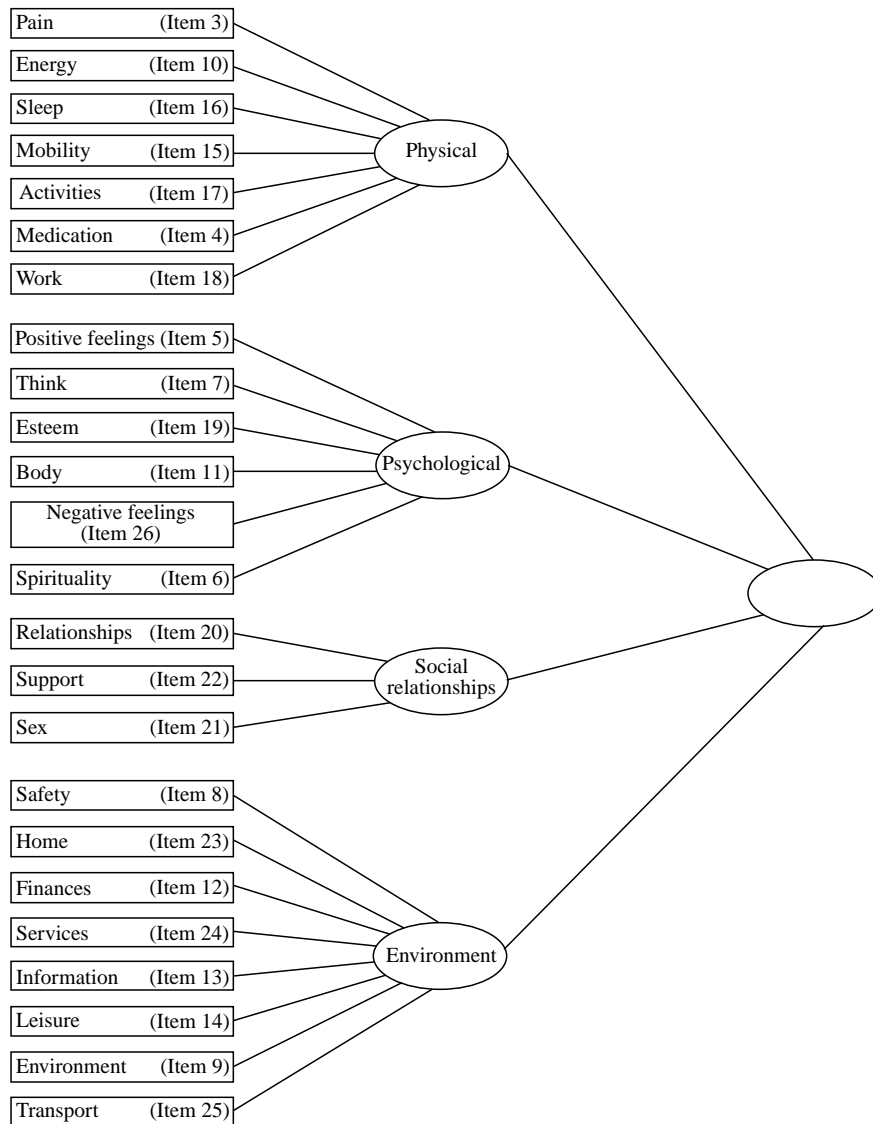 Pain (Item 3)
Energy (Item 10)
Sleep (Item 16)
Mobility (Item 15)
Activities (Item 17)
Medication (Item 4)
Work (Item 18)
Physical
Positive feelings (Item 5)
Think (Item 7)
Esteem (Item 19)
Body (Item 11)
Negative feelings
(Item 26)
Spirituality (Item 6)
Psychological
Relationships (Item 20)
Support (Item 22)
Sex (Item 21)
Social
relationships
Safety (Item 8)
Home (Item 23)
Finances (Item 12)
Services (Item 24)
Information (Item 13)
Leisure (Item 14)
Environment (Item 9)
Transport (Item 25)
Environment